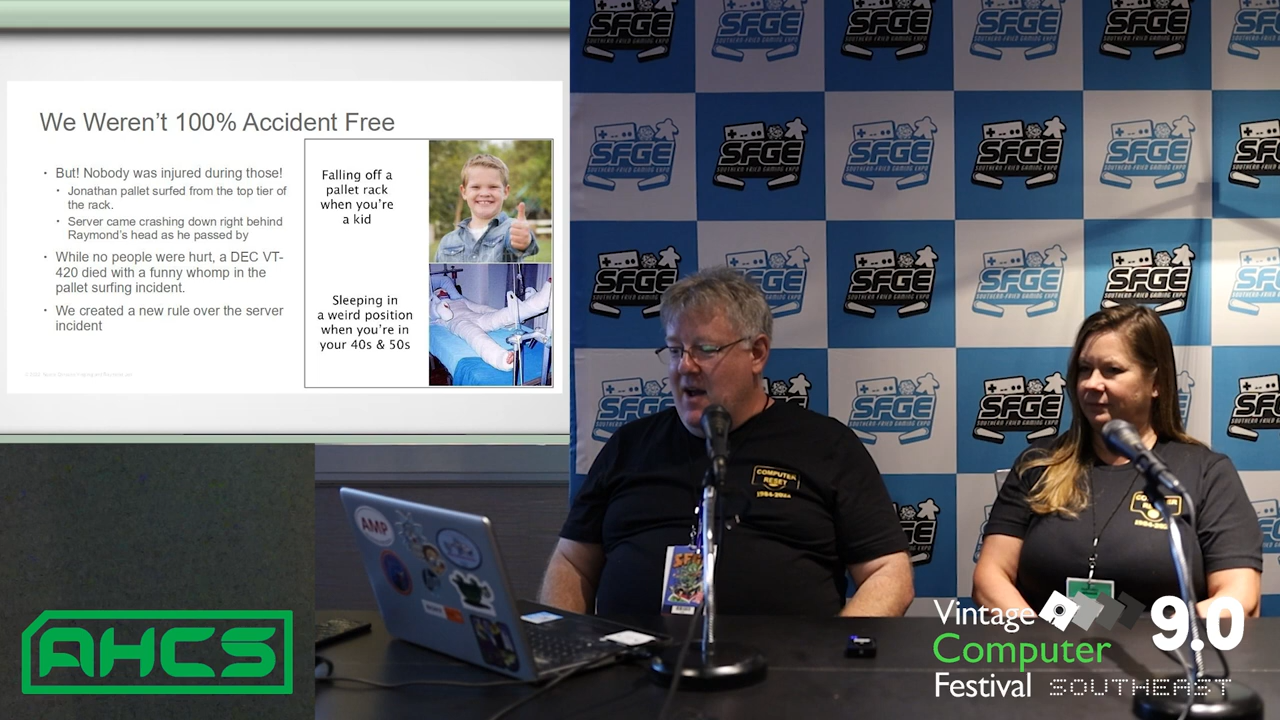 We Weren't 100% Accident Free
• But! Nobody was injured during those!
• Jonathan pallet surfed from the top tier of
the rack.
• Server came crashing down right behind
Raymond's head as he passed by
• While no people were hurt, a DEC VT-
420 died with a funny whomp in the
pallet surfing incident.
• We created a new rule over the server
incident
Falling off a
pallet rack
when you're
a kid
Sleeping in
a weird position
when you're in
your 40s & 50s
SFGE
SOUTHERN FRIED GAMING EXPO
COMPUTER
RESET
1984-2024
AMP
SFGE
AHCS
Vintage
Computer
Festival
9.0
SOUTHEAST